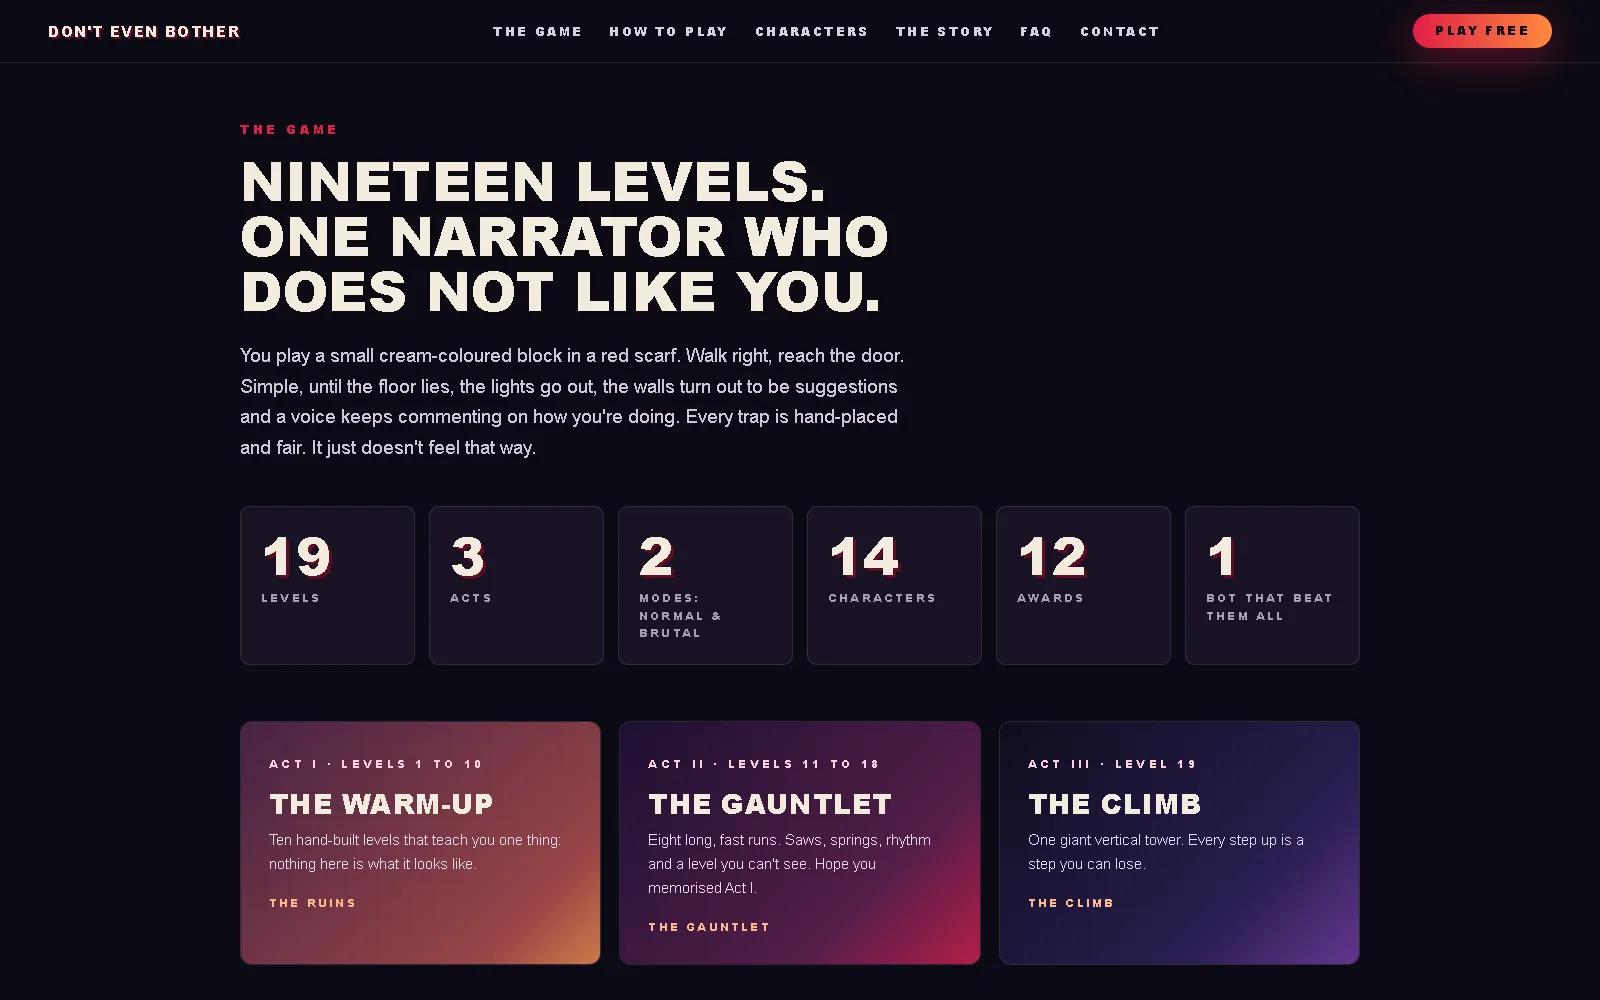 DON'T EVEN BOTHER
THE GAME
HOW TO PLAY
CHARACTERS
THE STORY
FAQ
CONTACT
PLAY FREE
THE GAME
NINETEEN LEVELS.
ONE NARRATOR WHO
DOES NOT LIKE YOU.
You play a small cream-coloured block in a red scarf. Walk right, reach the door.
Simple, until the floor lies, the lights go out, the walls turn out to be suggestions
and a voice keeps commenting on how you're doing. Every trap is hand-placed
and fair. It just doesn't feel that way.
19
LEVELS
3
ACTS
2
MODES:
NORMAL &
BRUTAL
14
CHARACTERS
12
AWARDS
1
BOT THAT BEAT
THEM ALL
ACT I · LEVELS 1 TO 10
THE WARM-UP
Ten hand-built levels that teach you one thing:
nothing here is what it looks like.
THE RUINS
ACT II · LEVELS 11 TO 18
THE GAUNTLET
Eight long, fast runs. Saws, springs, rhythm
and a level you can't see. Hope you
memorised Act I.
THE GAUNTLET
ACT III · LEVEL 19
THE CLIMB
One giant vertical tower. Every step up is a
step you can lose.
THE CLIMB